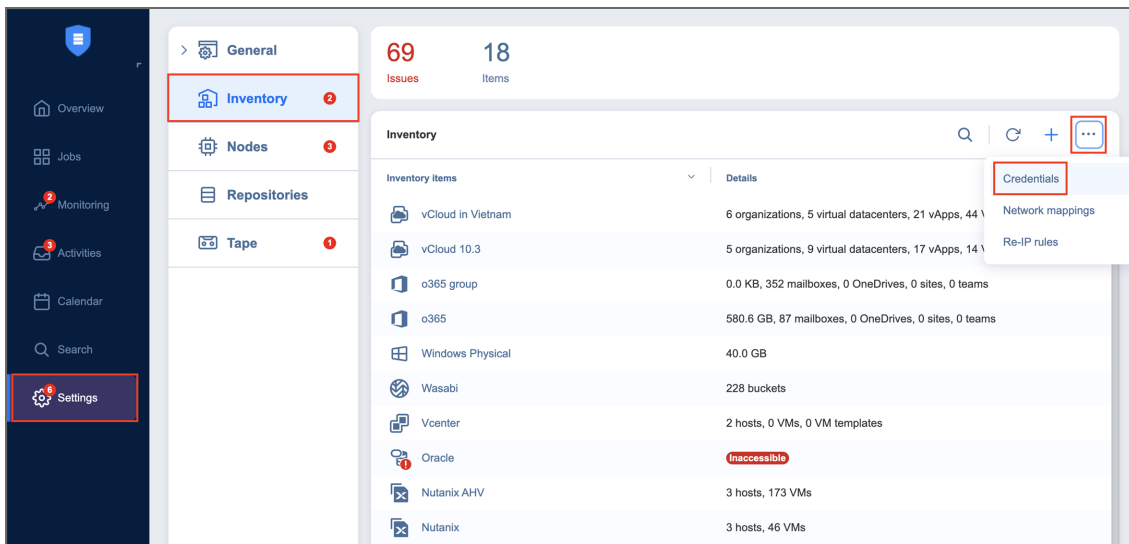 Overview
Jobs
2
Monitoring
3
Activities
Calendar
Search
6
Settings
General
Inventory 2
Nodes 3
Repositories
Tape 1
69 18
Issues Items
Inventory
Inventory items Details
Credentials
Network mappings
Re-IP rules
vCloud in Vietnam 6 organizations, 5 virtual datacenters, 21 vApps, 44
vCloud 10.3 5 organizations, 9 virtual datacenters, 17 vApps, 14
o365 group 0.0 KB, 352 mailboxes, 0 OneDrives, 0 sites, 0 teams
o365 580.6 GB, 87 mailboxes, 0 OneDrives, 0 sites, 0 teams
Windows Physical 40.0 GB
Wasabi 228 buckets
Vcenter 2 hosts, 0 VMs, 0 VM templates
Oracle Inaccessible
Nutanix AHV 3 hosts, 173 VMs
Nutanix 3 hosts, 46 VMs